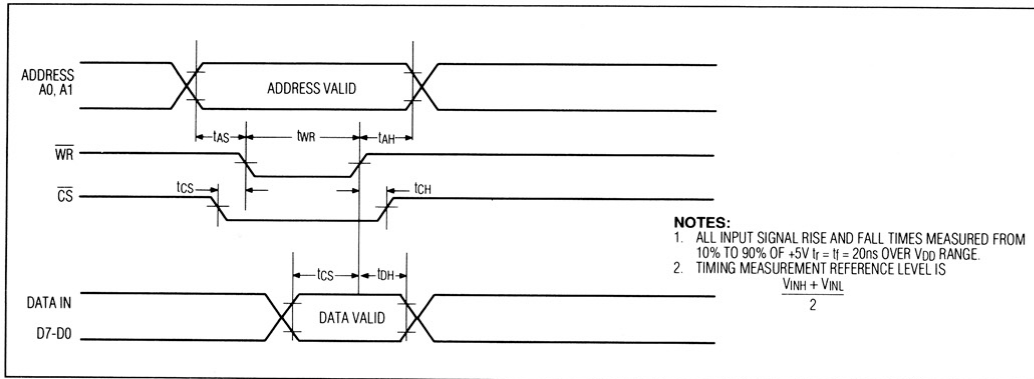 ADDRESS
A0, A1
ADDRESS VALID
tAS
tWR
tAH
WR
tCS
tCH
CS
NOTES:
1. ALL INPUT SIGNAL RISE AND FALL TIMES MEASURED FROM
10% TO 90% OF +5V tr = tf = 20ns OVER VDD RANGE.
2. TIMING MEASUREMENT REFERENCE LEVEL IS
VINH + VINL
2
tCS
tDH
DATA IN
D7-D0
DATA VALID